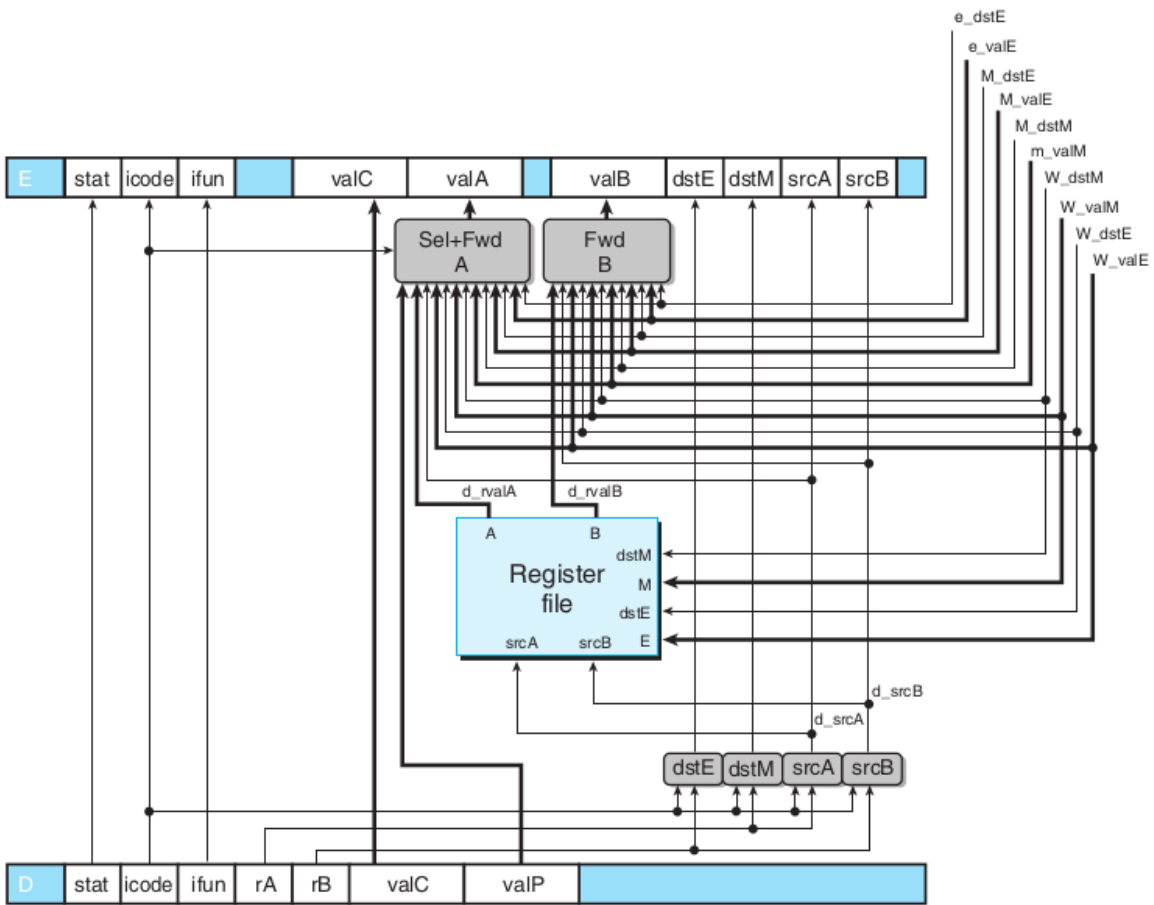 e_dstE
e_valE
M_dstE
M_valE
M_dstM
m_valM
W_dstM
W_valM
W_dstE
W_valE
E stat icode ifun valC valA valB dstE dstM srcA srcB
Sel+Fwd
A
Fwd
B
d_rvalA d_rvalB
A B
dstM
Register
file
M
dstE
srcA srcB E
d_srcB
d_srcA
dstE dstM srcA srcB
D stat icode ifun rA rB valC valP